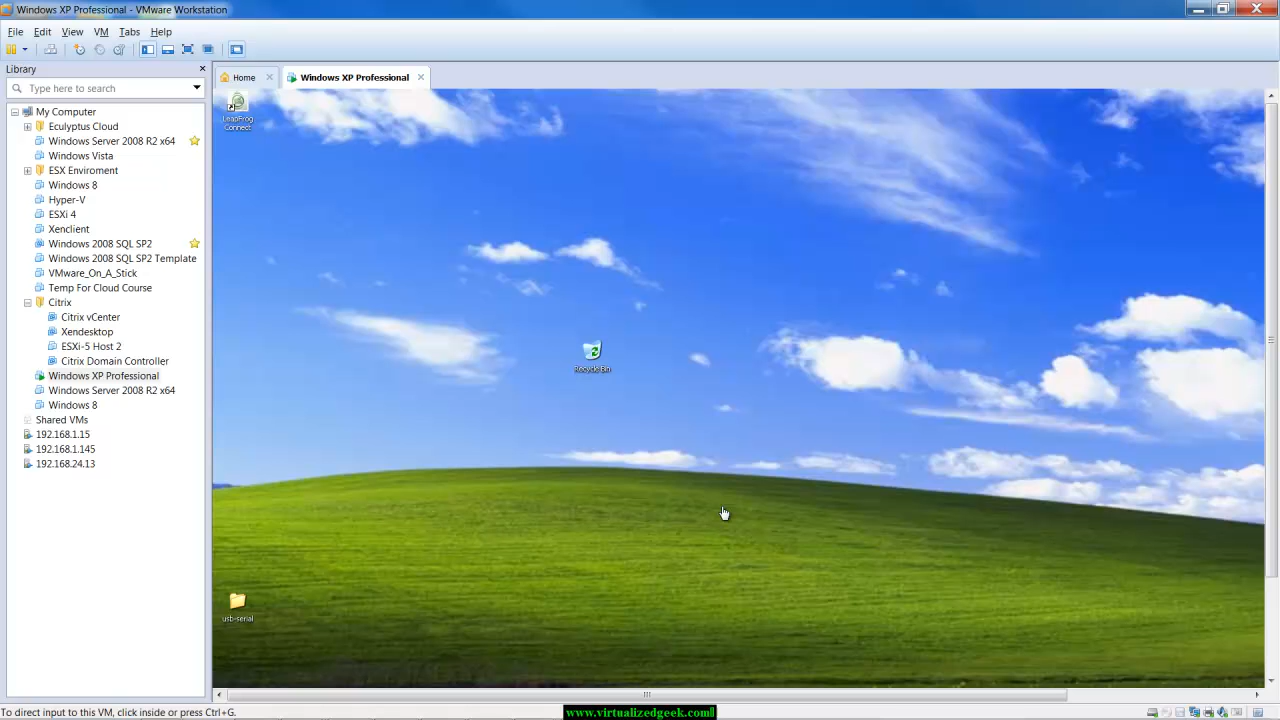 Windows XP Professional - VMware Workstation
File Edit View VM Tabs Help
Library
Type here to search
My Computer
Eculyptus Cloud
Windows Server 2008 R2 x64
Windows Vista
ESX Enviroment
Windows 8
Hyper-V
ESXi 4
Xenclient
Windows 2008 SQL SP2
Windows 2008 SQL SP2 Template
VMware_On_A_Stick
Temp For Cloud Course
Citrix
Citrix vCenter
Xendesktop
ESXi-5 Host 2
Citrix Domain Controller
Windows XP Professional
Windows Server 2008 R2 x64
Windows 8
Shared VMs
192.168.1.15
192.168.1.145
192.168.24.13
Home
Windows XP Professional
LeapFrog
Connect
Recycle Bin
usb-serial
To direct input to this VM, click inside or press Ctrl+G.
www.virtualizedgeek.com